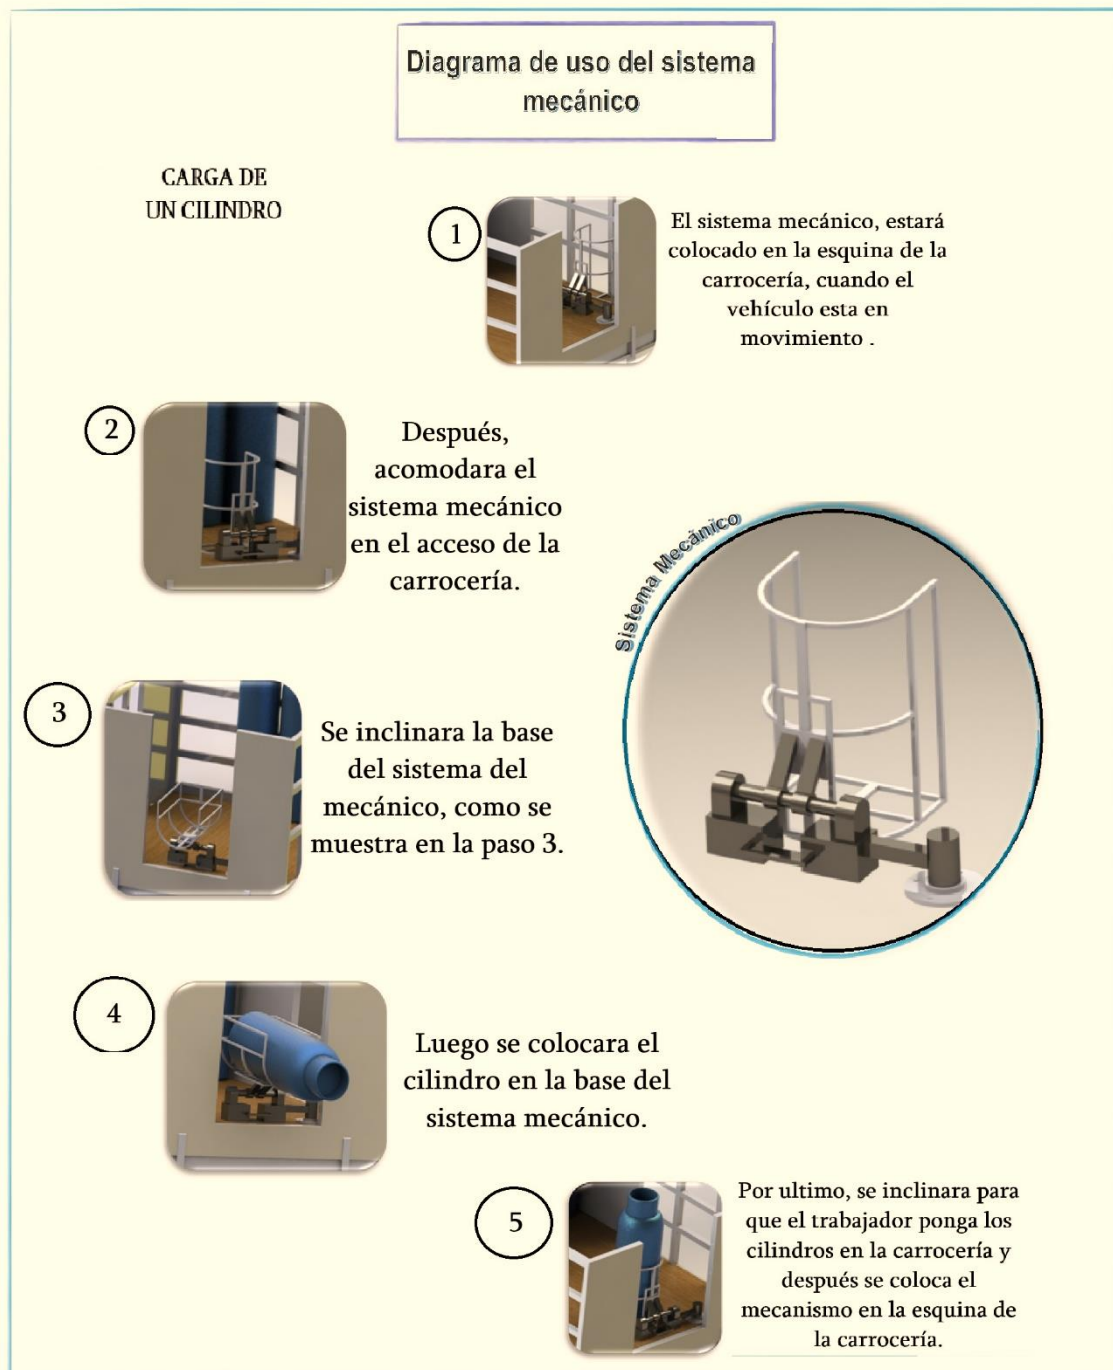 Diagrama de uso del sistema
mecánico
CARGA DE
UN CILINDRO
1
El sistema mecánico, estará
colocado en la esquina de la
carrocería, cuando el
vehículo esta en
movimiento .
2
Después,
acomodara el
sistema mecánico
en el acceso de la
carrocería.
Sistema Mecánico
3
Se inclinara la base
del sistema del
mecánico, como se
muestra en la paso 3.
4
Luego se colocara el
cilindro en la base del
sistema mecánico.
5
Por ultimo, se inclinara para
que el trabajador ponga los
cilindros en la carrocería y
después se coloca el
mecanismo en la esquina de
la carrocería.